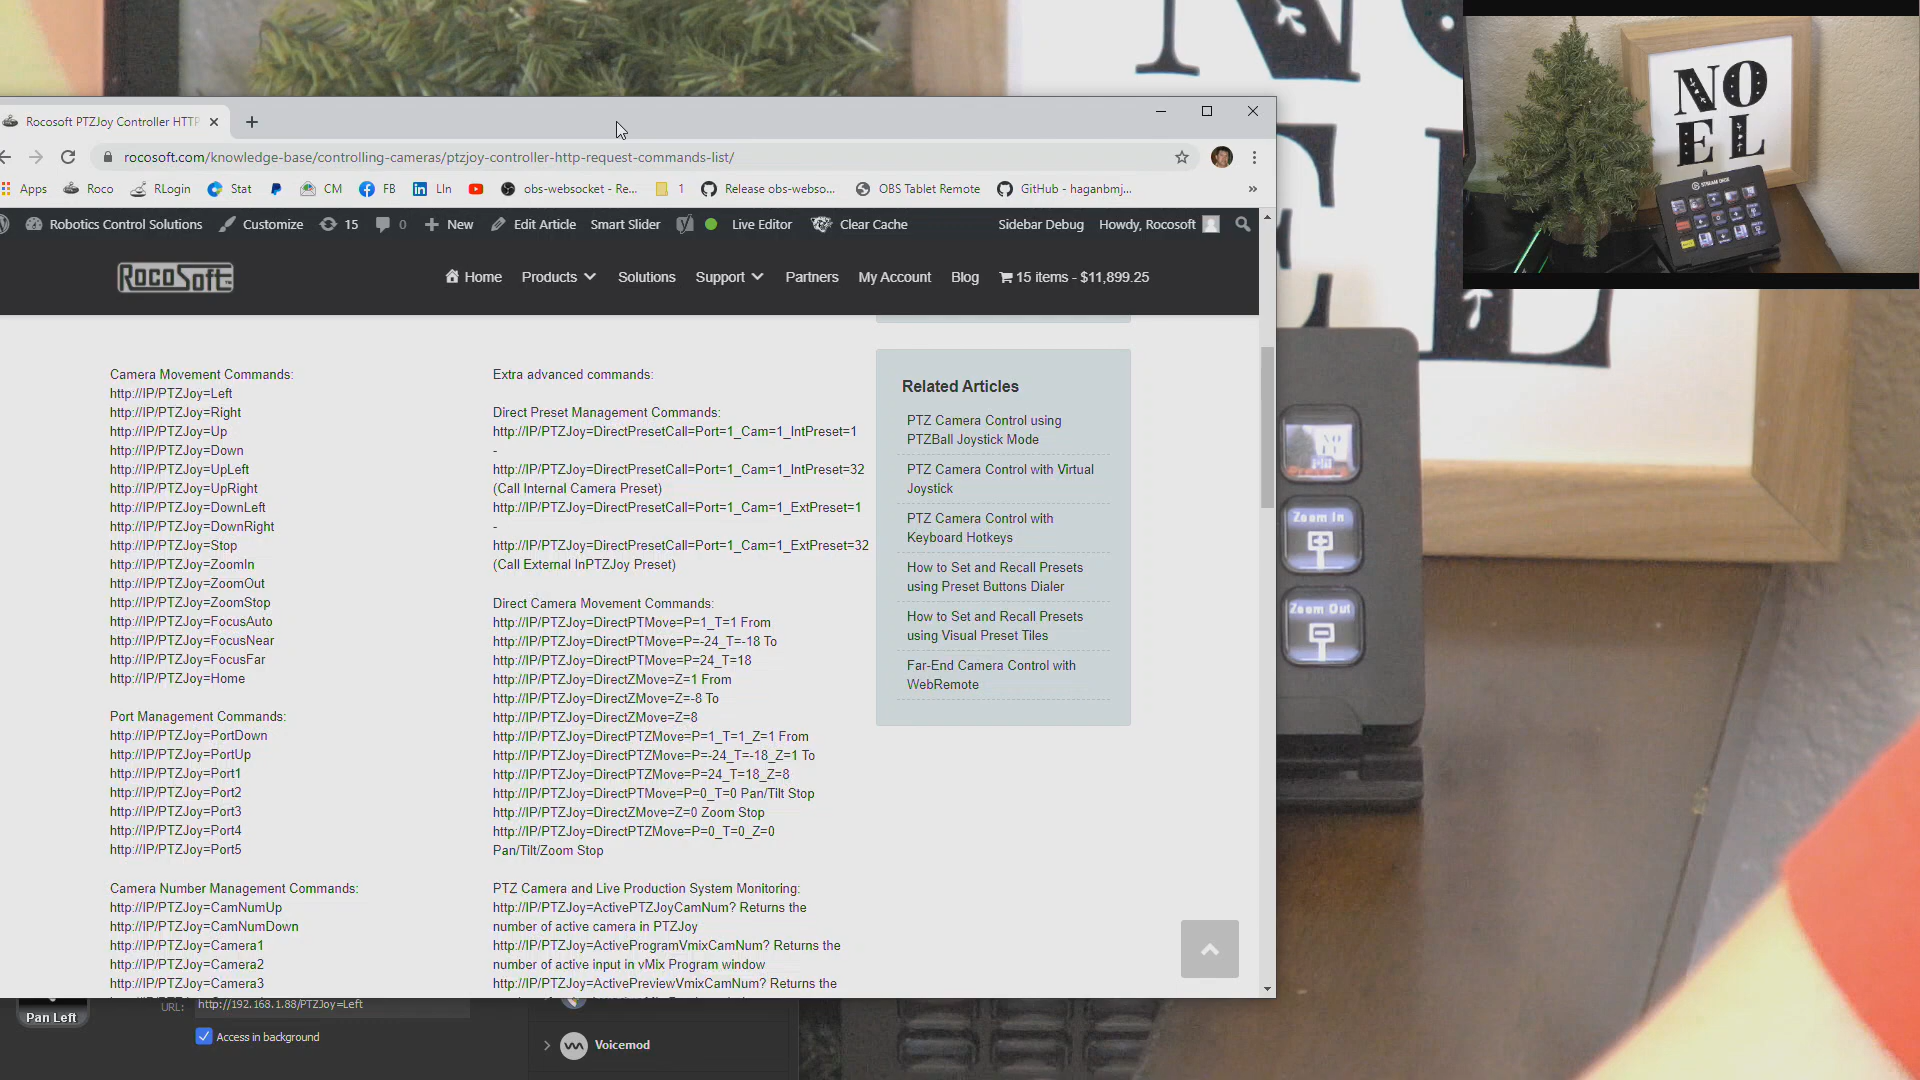 NO
EL
STREAM DECK
Rocosoft PTZJoy Controller HTTP
rocosoft.com/knowledge-base/controlling-cameras/ptzjoy-controller-http-request-commands-list/
Apps Roco RLogin Stat CM FB LIn obs-websocket - Re... 1 Release obs-webso... OBS Tablet Remote GitHub - haganbmj... »
Robotics Control Solutions Customize 15 0 New Edit Article Smart Slider Live Editor Clear Cache Sidebar Debug Howdy, Rocosoft
ROCOSOFT Home Products Solutions Support Partners My Account Blog 15 items - $11,899.25
Camera Movement Commands:
http://IP/PTZJoy=Left
http://IP/PTZJoy=Right
http://IP/PTZJoy=Up
http://IP/PTZJoy=Down
http://IP/PTZJoy=UpLeft
http://IP/PTZJoy=UpRight
http://IP/PTZJoy=DownLeft
http://IP/PTZJoy=DownRight
http://IP/PTZJoy=Stop
http://IP/PTZJoy=ZoomIn
http://IP/PTZJoy=ZoomOut
http://IP/PTZJoy=ZoomStop
http://IP/PTZJoy=FocusAuto
http://IP/PTZJoy=FocusNear
http://IP/PTZJoy=FocusFar
http://IP/PTZJoy=Home
Port Management Commands:
http://IP/PTZJoy=PortDown
http://IP/PTZJoy=PortUp
http://IP/PTZJoy=Port1
http://IP/PTZJoy=Port2
http://IP/PTZJoy=Port3
http://IP/PTZJoy=Port4
http://IP/PTZJoy=Port5
Camera Number Management Commands:
http://IP/PTZJoy=CamNumUp
http://IP/PTZJoy=CamNumDown
http://IP/PTZJoy=Camera1
http://IP/PTZJoy=Camera2
http://IP/PTZJoy=Camera3
Extra advanced commands:
Direct Preset Management Commands:
http://IP/PTZJoy=DirectPresetCall=Port=1_Cam=1_IntPreset=1
-
http://IP/PTZJoy=DirectPresetCall=Port=1_Cam=1_IntPreset=32
(Call Internal Camera Preset)
http://IP/PTZJoy=DirectPresetCall=Port=1_Cam=1_ExtPreset=1
-
http://IP/PTZJoy=DirectPresetCall=Port=1_Cam=1_ExtPreset=32
(Call External InPTZJoy Preset)
Direct Camera Movement Commands:
http://IP/PTZJoy=DirectPTMove=P=1_T=1 From
http://IP/PTZJoy=DirectPTMove=P=-24_T=-18 To
http://IP/PTZJoy=DirectPTMove=P=24_T=18
http://IP/PTZJoy=DirectZMove=Z=1 From
http://IP/PTZJoy=DirectZMove=Z=-8 To
http://IP/PTZJoy=DirectZMove=Z=8
http://IP/PTZJoy=DirectPTZMove=P=1_T=1_Z=1 From
http://IP/PTZJoy=DirectPTZMove=P=-24_T=-18_Z=1 To
http://IP/PTZJoy=DirectPTZMove=P=24_T=18_Z=8
http://IP/PTZJoy=DirectPTMove=P=0_T=0 Pan/Tilt Stop
http://IP/PTZJoy=DirectZMove=Z=0 Zoom Stop
http://IP/PTZJoy=DirectPTZMove=P=0_T=0_Z=0
Pan/Tilt/Zoom Stop
PTZ Camera and Live Production System Monitoring:
http://IP/PTZJoy=ActivePTZJoyCamNum? Returns the
number of active camera in PTZJoy
http://IP/PTZJoy=ActiveProgramVmixCamNum? Returns the
number of active input in vMix Program window
http://IP/PTZJoy=ActivePreviewVmixCamNum? Returns the
Related Articles
PTZ Camera Control using
PTZBall Joystick Mode
PTZ Camera Control with Virtual
Joystick
PTZ Camera Control with
Keyboard Hotkeys
How to Set and Recall Presets
using Preset Buttons Dialer
How to Set and Recall Presets
using Visual Preset Tiles
Far-End Camera Control with
WebRemote
Zoom In
Zoom Out
Pan Left
URL: http://192.168.1.88/PTZJoy=Left
Access in background
Voicemod